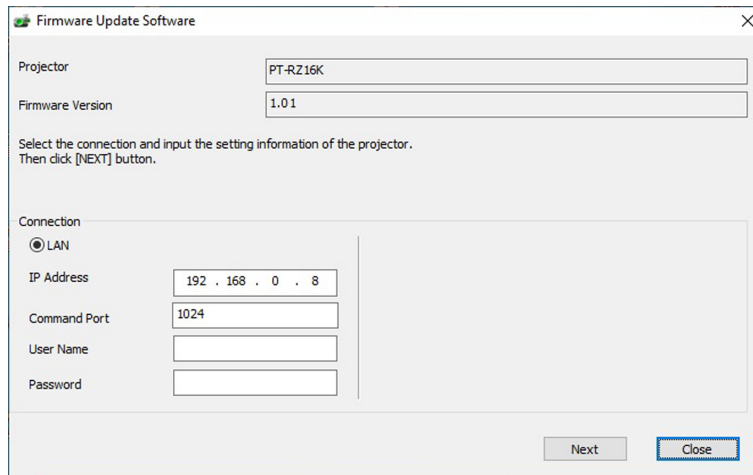 Firmware Update Software
Projector PT-RZ16K
Firmware Version 1.01
Select the connection and input the setting information of the projector.
Then click [NEXT] button.
Connection
LAN
IP Address 192 . 168 . 0 . 8
Command Port 1024
User Name
Password
Next Close